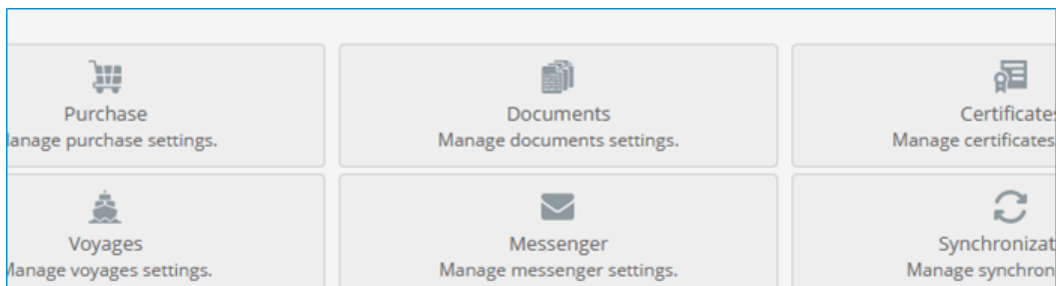 Purchase
Manage purchase settings.
Documents
Manage documents settings.
Certificates
Manage certificates
Voyages
Manage voyages settings.
Messenger
Manage messenger settings.
Synchronizat
Manage synchron